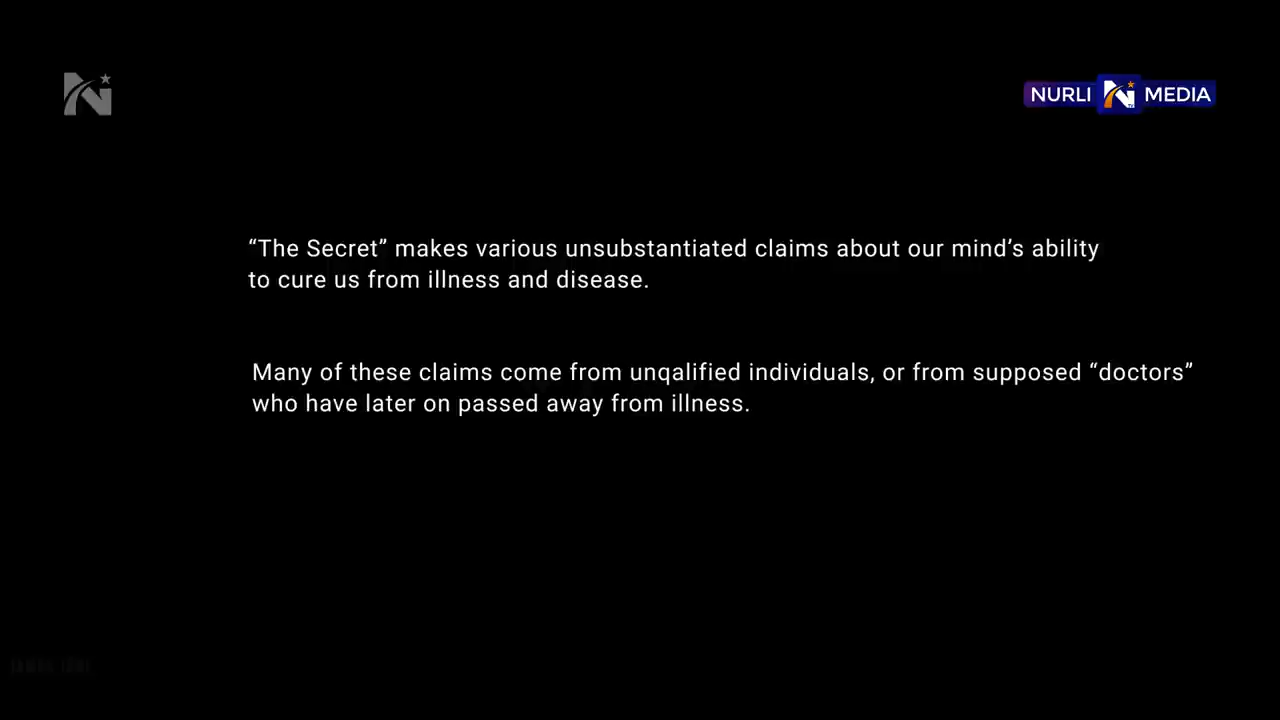 NURLI N MEDIA
“The Secret” makes various unsubstantiated claims about our mind’s ability
to cure us from illness and disease.
Many of these claims come from unqalified individuals, or from supposed “doctors”
who have later on passed away from illness.